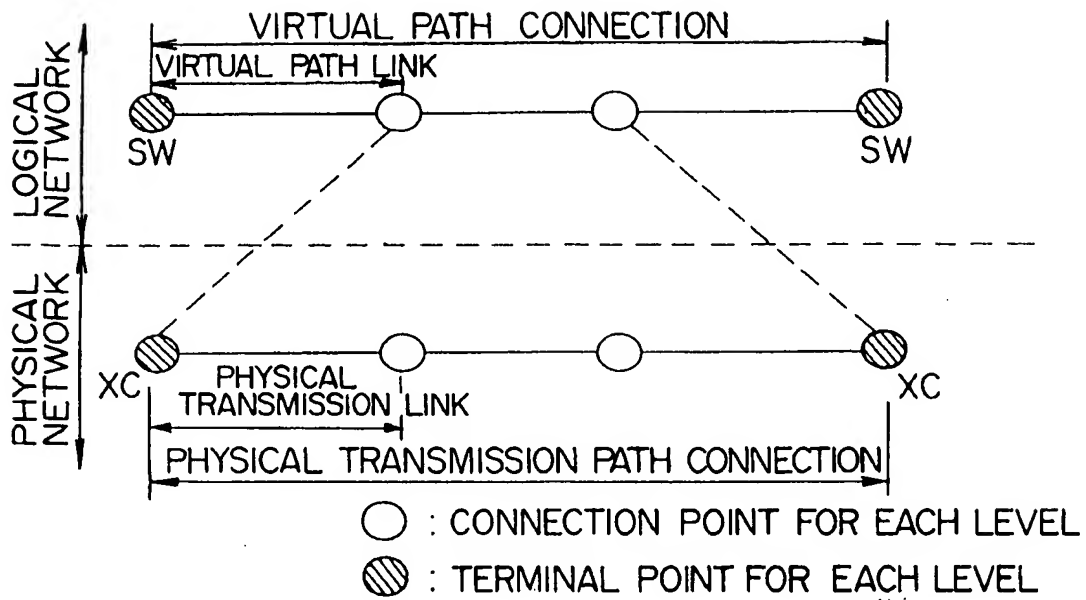 VIRTUAL PATH CONNECTION
VIRTUAL PATH LINK
LOGICAL
NETWORK
SW
SW
PHYSICAL
NETWORK
XC
XC
PHYSICAL
TRANSMISSION LINK
PHYSICAL TRANSMISSION PATH CONNECTION
: CONNECTION POINT FOR EACH LEVEL
: TERMINAL POINT FOR EACH LEVEL